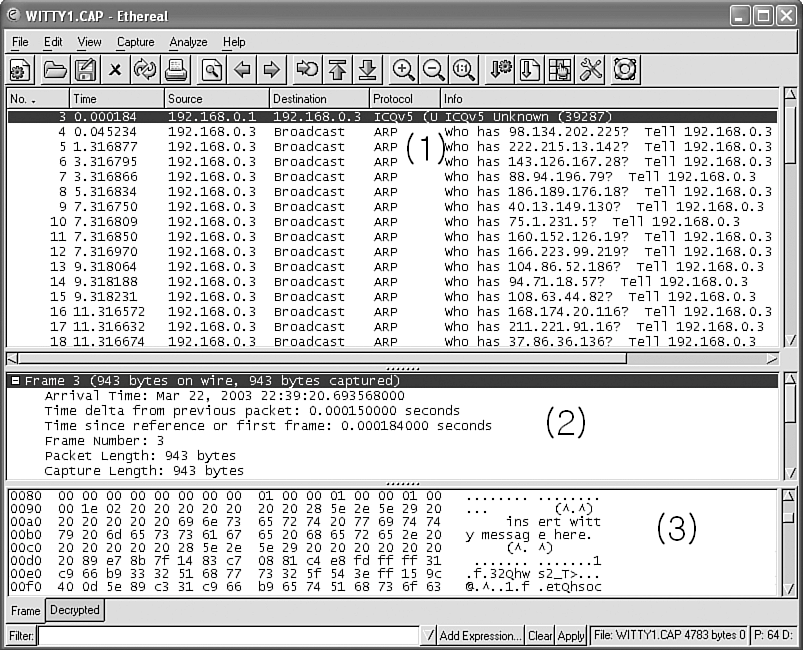 WITTY1.CAP - Ethereal
File Edit View Capture Analyze Help
No. . Time Source Destination Protocol Info
3 0.000184 192.168.0.1 192.168.0.3 ICQv5 (U ICQv5 Unknown (39287)
4 0.045234 192.168.0.3 Broadcast ARP Who has 98.134.202.225? Tell 192.168.0.3
5 1.316877 192.168.0.3 Broadcast ARP Who has 222.215.13.142? Tell 192.168.0.3
(1)
6 3.316795 192.168.0.3 Broadcast ARP Who has 143.126.167.28? Tell 192.168.0.3
7 3.316866 192.168.0.3 Broadcast ARP Who has 88.94.196.79? Tell 192.168.0.3
8 5.316834 192.168.0.3 Broadcast ARP Who has 186.189.176.18? Tell 192.168.0.3
9 7.316750 192.168.0.3 Broadcast ARP Who has 40.13.149.130? Tell 192.168.0.3
10 7.316809 192.168.0.3 Broadcast ARP Who has 75.1.231.5? Tell 192.168.0.3
11 7.316850 192.168.0.3 Broadcast ARP Who has 160.152.126.19? Tell 192.168.0.3
12 7.316970 192.168.0.3 Broadcast ARP Who has 166.223.99.219? Tell 192.168.0.3
13 9.318064 192.168.0.3 Broadcast ARP Who has 104.86.52.186? Tell 192.168.0.3
14 9.318188 192.168.0.3 Broadcast ARP Who has 94.71.18.57? Tell 192.168.0.3
15 9.318231 192.168.0.3 Broadcast ARP Who has 108.63.44.82? Tell 192.168.0.3
16 11.316572 192.168.0.3 Broadcast ARP Who has 168.174.20.116? Tell 192.168.0.3
17 11.316632 192.168.0.3 Broadcast ARP Who has 211.221.91.16? Tell 192.168.0.3
18 11.316674 192.168.0.3 Broadcast ARP Who has 37.86.36.136? Tell 192.168.0.3
Frame 3 (943 bytes on wire, 943 bytes captured)
Arrival Time: Mar 22, 2003 22:39:20.693568000
Time delta from previous packet: 0.000150000 seconds
Time since reference or first frame: 0.000184000 seconds
(2)
Frame Number: 3
Packet Length: 943 bytes
Capture Length: 943 bytes
0080 00 00 00 00 00 00 00 00 01 00 00 01 00 00 01 00 ........ ........
0090 00 1e 02 20 20 20 20 20 20 20 28 5e 2e 5e 29 20 ... (^.^)
00a0 20 20 20 20 20 69 6e 73 65 72 74 20 77 69 74 74 ins ert witt
00b0 79 20 6d 65 73 73 61 67 65 20 68 65 72 65 2e 20 y messag e here.
(3)
00c0 20 20 20 20 20 28 5e 2e 5e 29 20 20 20 20 20 20 (^. ^)
00d0 20 89 e7 8b 7f 14 83 c7 08 81 c4 e8 fd ff ff 31 ....... .......1
00e0 c9 66 b9 33 32 51 68 77 73 32 5f 54 3e ff 15 9c .f.32Qhw s2_T>...
00f0 40 0d 5e 89 c3 31 c9 66 b9 65 74 51 68 73 6f 63 @.^..1.f .etQhsoc
Frame Decrypted
Filter: Add Expression... Clear Apply File: WITTY1.CAP 4783 bytes 0 P: 64 D: